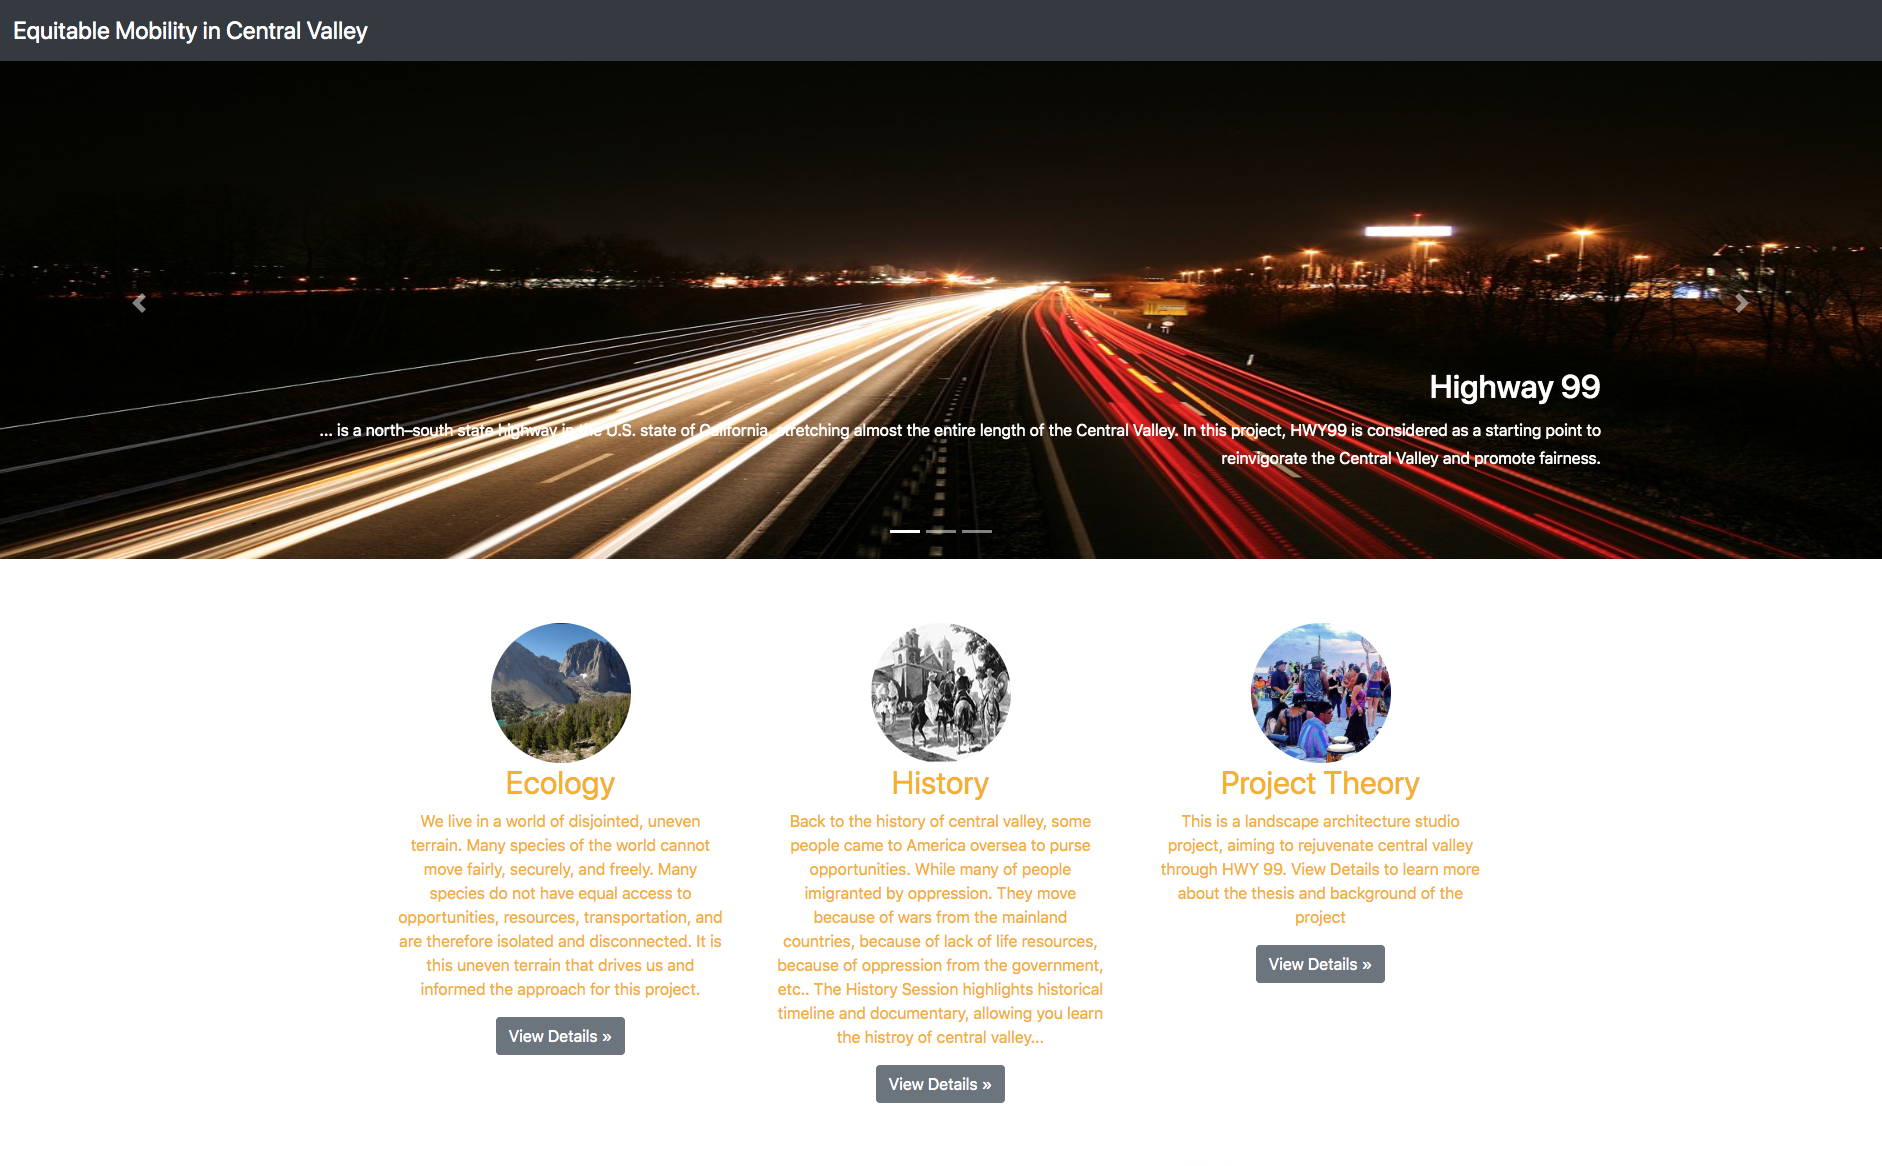 Equitable Mobility in Central Valley
Highway 99
... is a north–south state highway in the U.S. state of California, stretching almost the entire length of the Central Valley. In this project, HWY99 is considered as a starting point to
reinvigorate the Central Valley and promote fairness.
Ecology
We live in a world of disjointed, uneven
terrain. Many species of the world cannot
move fairly, securely, and freely. Many
species do not have equal access to
opportunities, resources, transportation, and
are therefore isolated and disconnected. It is
this uneven terrain that drives us and
informed the approach for this project.
View Details »
History
Back to the history of central valley, some
people came to America oversea to purse
opportunities. While many of people
imigranted by oppression. They move
because of wars from the mainland
countries, because of lack of life resources,
because of oppression from the government,
etc.. The History Session highlights historical
timeline and documentary, allowing you learn
the histroy of central valley...
View Details »
Project Theory
This is a landscape architecture studio
project, aiming to rejuvenate central valley
through HWY 99. View Details to learn more
about the thesis and background of the
project
View Details »